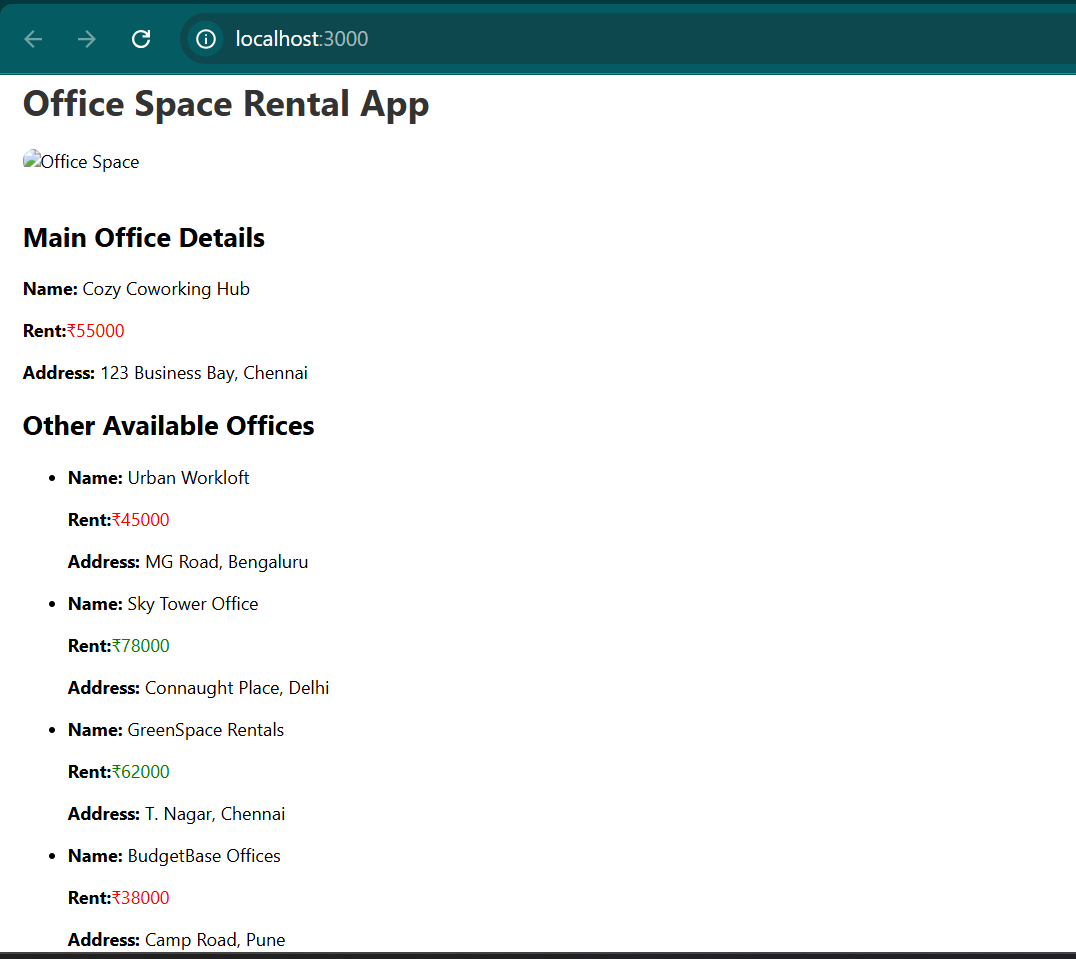 localhost:3000
Office Space Rental App
Office Space
Main Office Details
Name: Cozy Coworking Hub
Rent:₹55000
Address: 123 Business Bay, Chennai
Other Available Offices
Name: Urban Workloft
Rent:₹45000
Address: MG Road, Bengaluru
Name: Sky Tower Office
Rent:₹78000
Address: Connaught Place, Delhi
Name: GreenSpace Rentals
Rent:₹62000
Address: T. Nagar, Chennai
Name: BudgetBase Offices
Rent:₹38000
Address: Camp Road, Pune